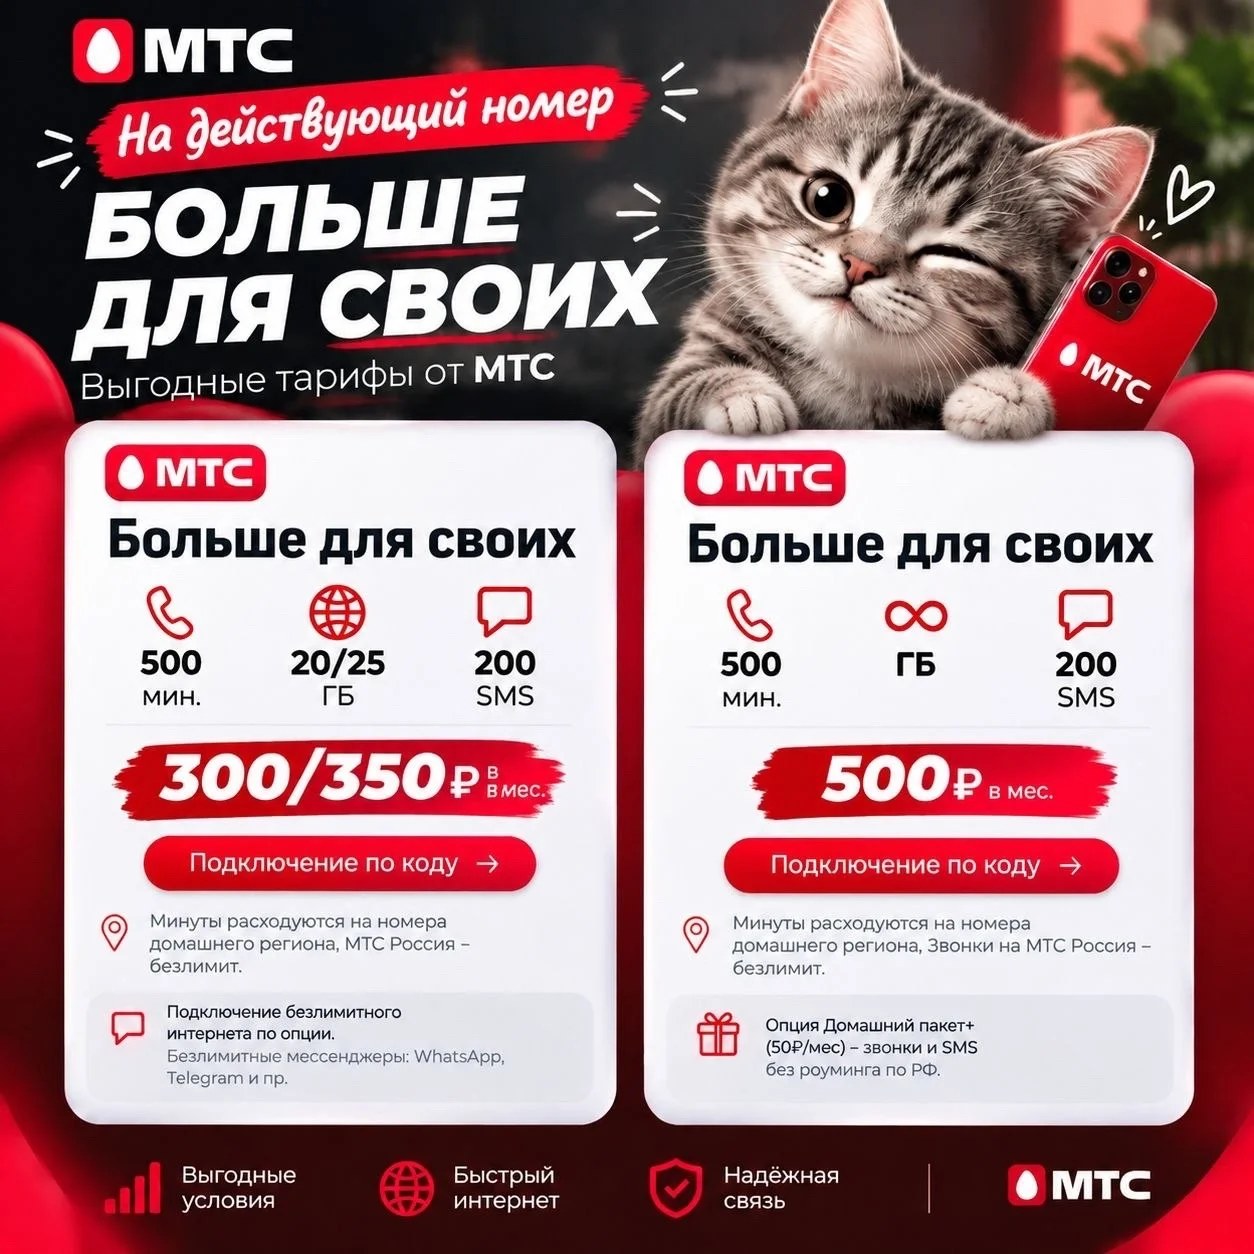 МТС
На действующий номер
БОЛЬШЕ
ДЛЯ СВОИХ
Выгодные тарифы от МТС
МТС
МТС
Больше для своих
500
мин.
20/25
ГБ
200
SMS
300/350₽ в
в мес.
Подключение по коду →
Минуты расходуются на номера
домашнего региона, МТС Россия –
безлимит.
Подключение безлимитного
интернета по опции.
Безлимитные мессенджеры: WhatsApp,
Telegram и пр.
МТС
Больше для своих
500
мин.
∞
ГБ
200
SMS
500₽ в мес.
Подключение по коду →
Минуты расходуются на номера
домашнего региона, Звонки на МТС Россия –
безлимит.
Опция Домашний пакет+
(50₽/мес) – звонки и SMS
без роуминга по РФ.
Выгодные
условия
Быстрый
интернет
Надёжная
связь
МТС